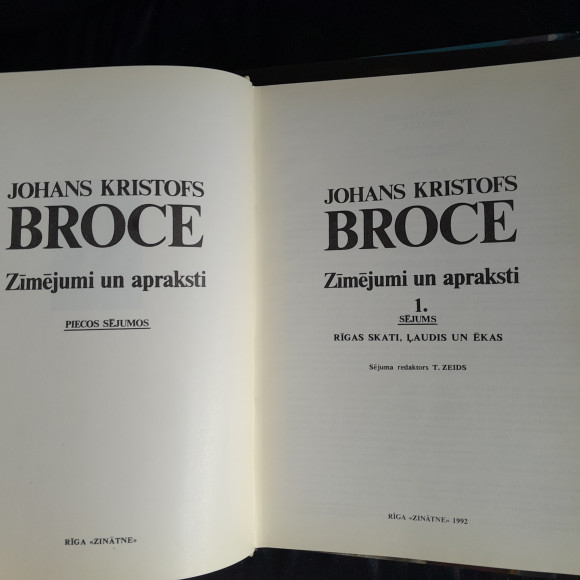 JOHANS KRISTOFS
BROCE
Zīmējumi un apraksti
PIECOS SĒJUMOS
RĪGA «ZINĀTNE»
JOHANS KRISTOFS
BROCE
Zīmējumi un apraksti
1.
SĒJUMS
RĪGAS SKATI, ĻAUDIS UN ĒKAS
Sējuma redaktors T. ZEIDS
RĪGA «ZINĀTNE» 1992